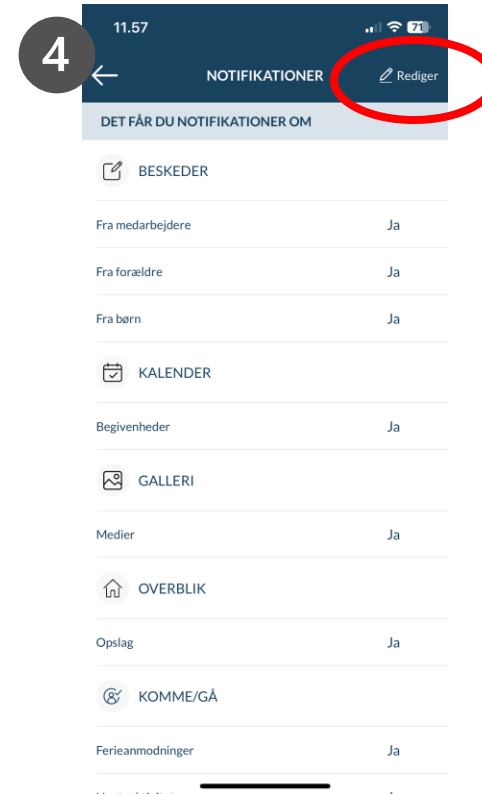 4
11.57
71
NOTIFIKATIONER
Rediger
DET FÅR DU NOTIFIKATIONER OM
BESKEDER
Fra medarbejdere Ja
Fra forældre Ja
Fra børn Ja
KALENDER
Begivenheder Ja
GALLERI
Medier Ja
OVERBLIK
Opslag Ja
KOMME/GÅ
Ferieanmodninger Ja